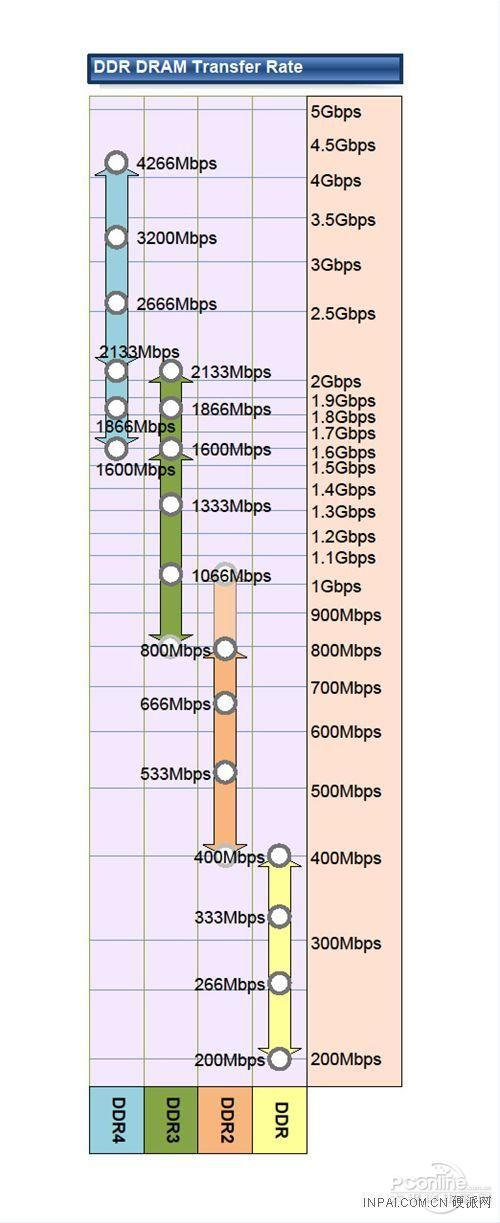 DDR DRAM Transfer Rate
5Gbps
4.5Gbps
4266Mbps
4Gbps
3.5Gbps
3200Mbps
3Gbps
2666Mbps
2.5Gbps
2133Mbps
2133Mbps
2Gbps
1.9Gbps
1866Mbps
1.8Gbps
1866Mbps
1.7Gbps
1600Mbps
1.6Gbps
1600Mbps
1.5Gbps
1.4Gbps
1333Mbps
1.3Gbps
1.2Gbps
1.1Gbps
1066Mbps
1Gbps
900Mbps
800Mbps
800Mbps
700Mbps
666Mbps
600Mbps
533Mbps
500Mbps
400Mbps
400Mbps
333Mbps
300Mbps
266Mbps
200Mbps
200Mbps
DDR4
DDR3
DDR2
DDR
PConline
INPAI.COM.CN 硬派网